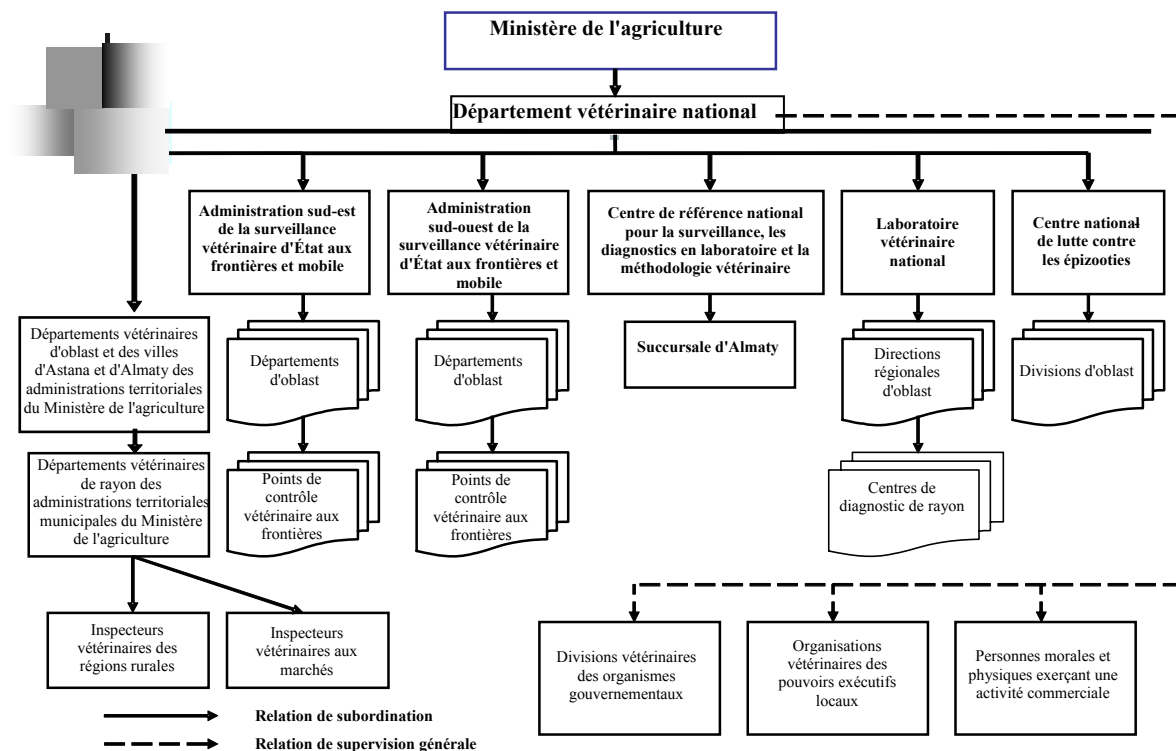 Ministère de l'agriculture
Département vétérinaire national
Administration sud-est
de la surveillance
vétérinaire d'État aux
frontières et mobile
Administration
sud-ouest de la
surveillance vétérinaire
d'État aux frontières et
mobile
Centre de référence national
pour la surveillance, les
diagnostics en laboratoire et la
méthodologie vétérinaire
Laboratoire
vétérinaire
national
Centre national
de lutte contre
les épizooties
Départements vétérinaires
d'oblast et des villes
d'Astana et d'Almaty des
administrations territoriales
du Ministère de l'agriculture
Départements
d'oblast
Départements
d'oblast
Succursale d'Almaty
Directions
régionales
d'oblast
Divisions d'oblast
Départements vétérinaires
de rayon des
administrations territoriales
municipales du Ministère
de l'agriculture
Points de
contrôle
vétérinaire aux
frontières
Points de
contrôle
vétérinaire aux
frontières
Centres de
diagnostic de rayon
Inspecteurs
vétérinaires des
régions rurales
Inspecteurs
vétérinaires aux
marchés
Divisions vétérinaires
des organismes
gouvernementaux
Organisations
vétérinaires des
pouvoirs exécutifs
locaux
Personnes morales et
physiques exerçant une
activité commerciale
Relation de subordination
Relation de supervision générale